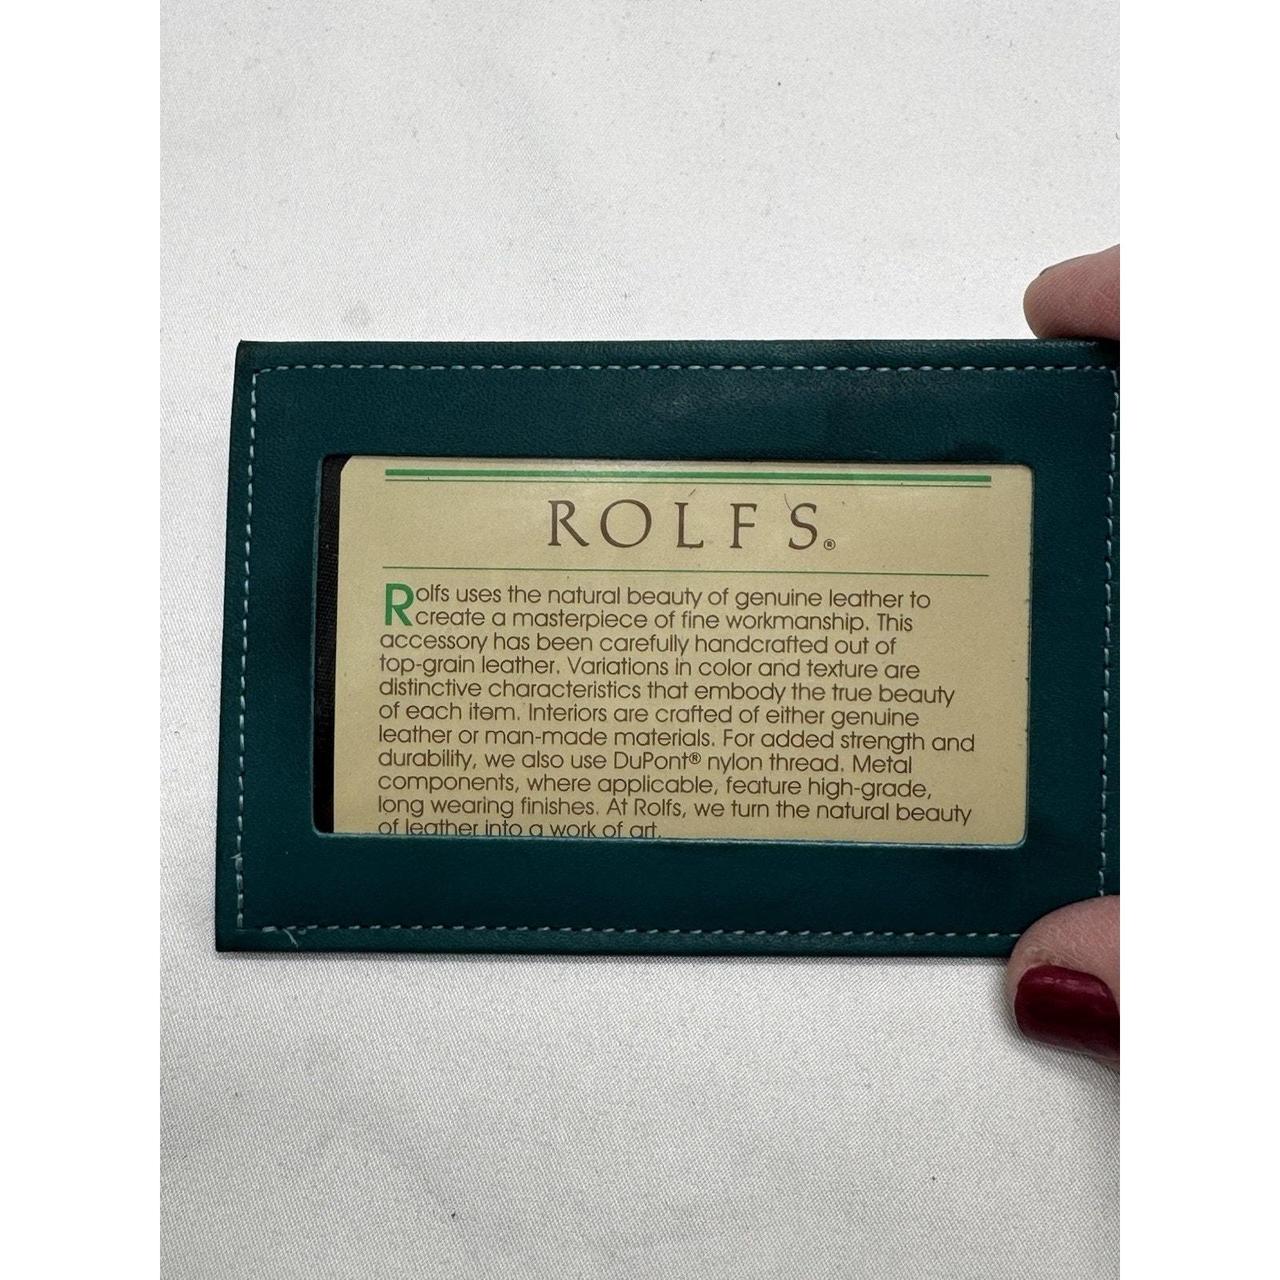 ROLFS®
Rolfs uses the natural beauty of genuine leather to
create a masterpiece of fine workmanship. This
accessory has been carefully handcrafted out of
top-grain leather. Variations in color and texture are
distinctive characteristics that embody the true beauty
of each item. Interiors are crafted of either genuine
leather or man-made materials. For added strength and
durability, we also use DuPont® nylon thread. Metal
components, where applicable, feature high-grade,
long wearing finishes. At Rolfs, we turn the natural beauty
of leather into a work of art.